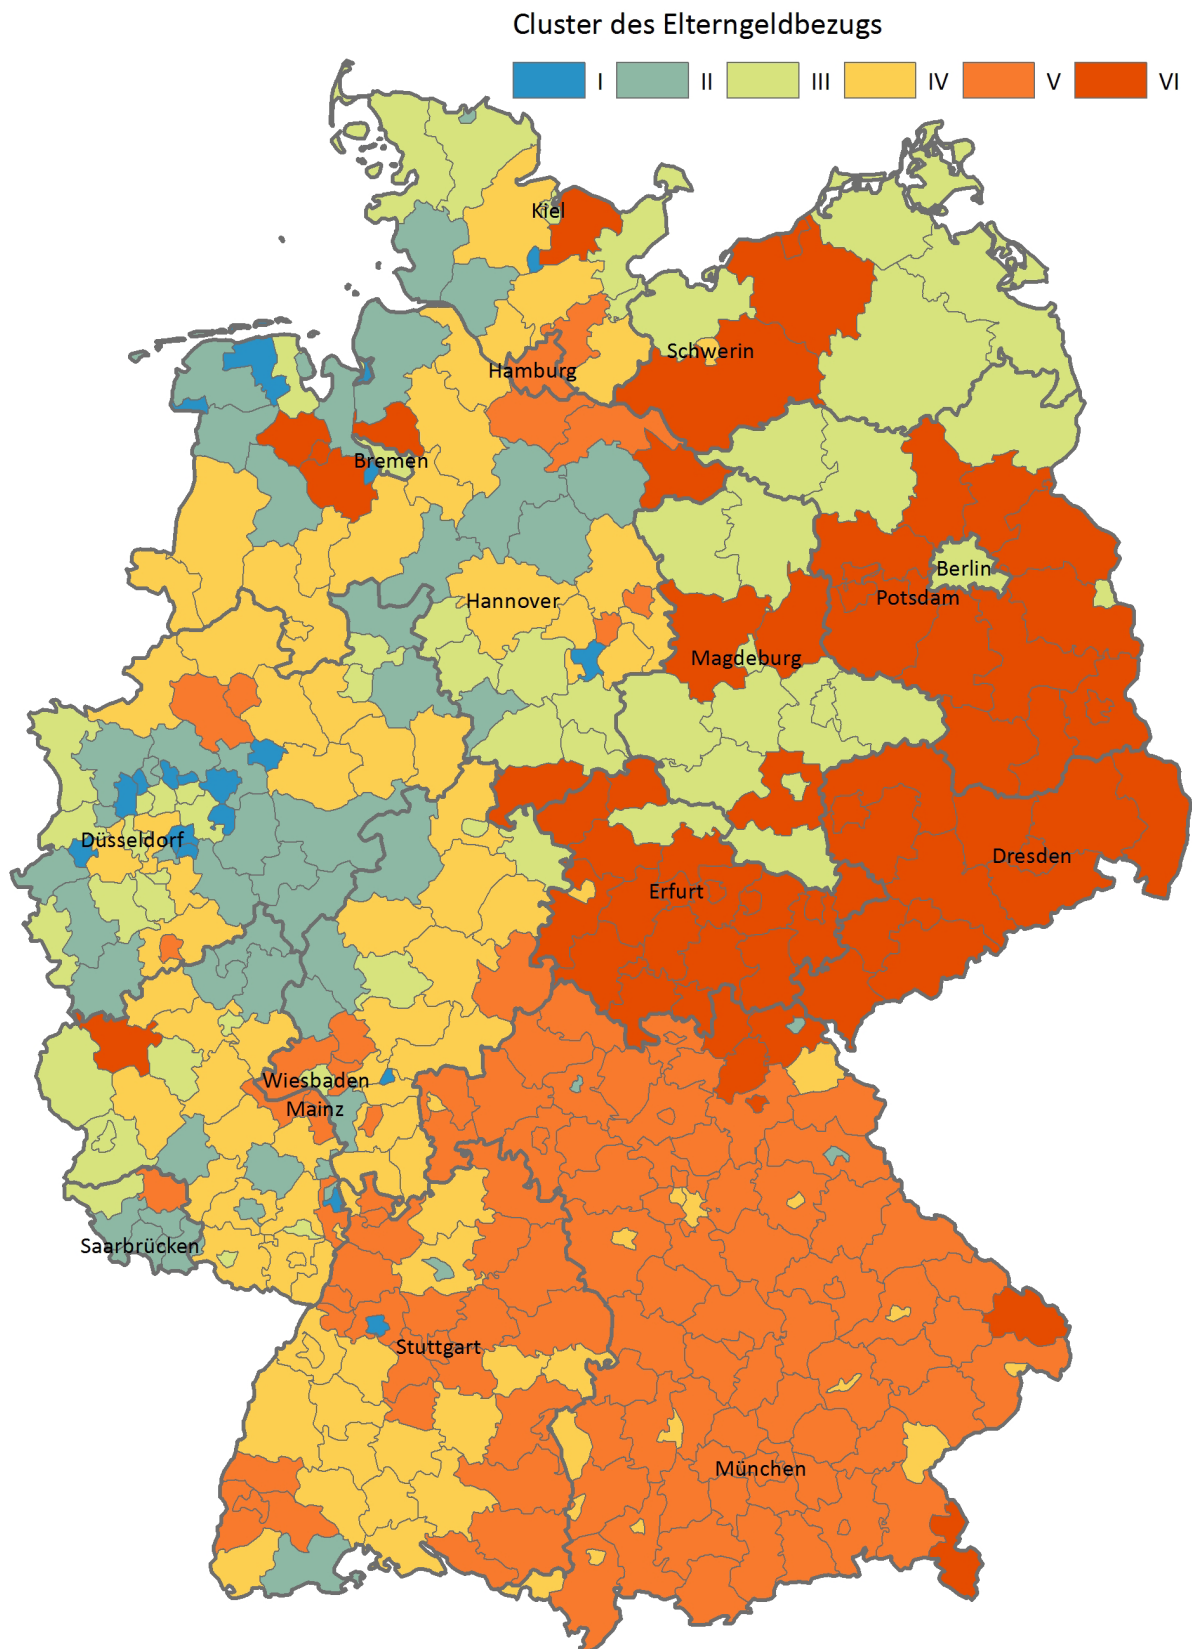 Cluster des Elterngeldbezugs
I II III IV V VI
Kiel
Schwerin
Hamburg
Bremen
Berlin
Potsdam
Hannover
Magdeburg
Düsseldorf
Dresden
Erfurt
Wiesbaden
Mainz
Saarbrücken
Stuttgart
München